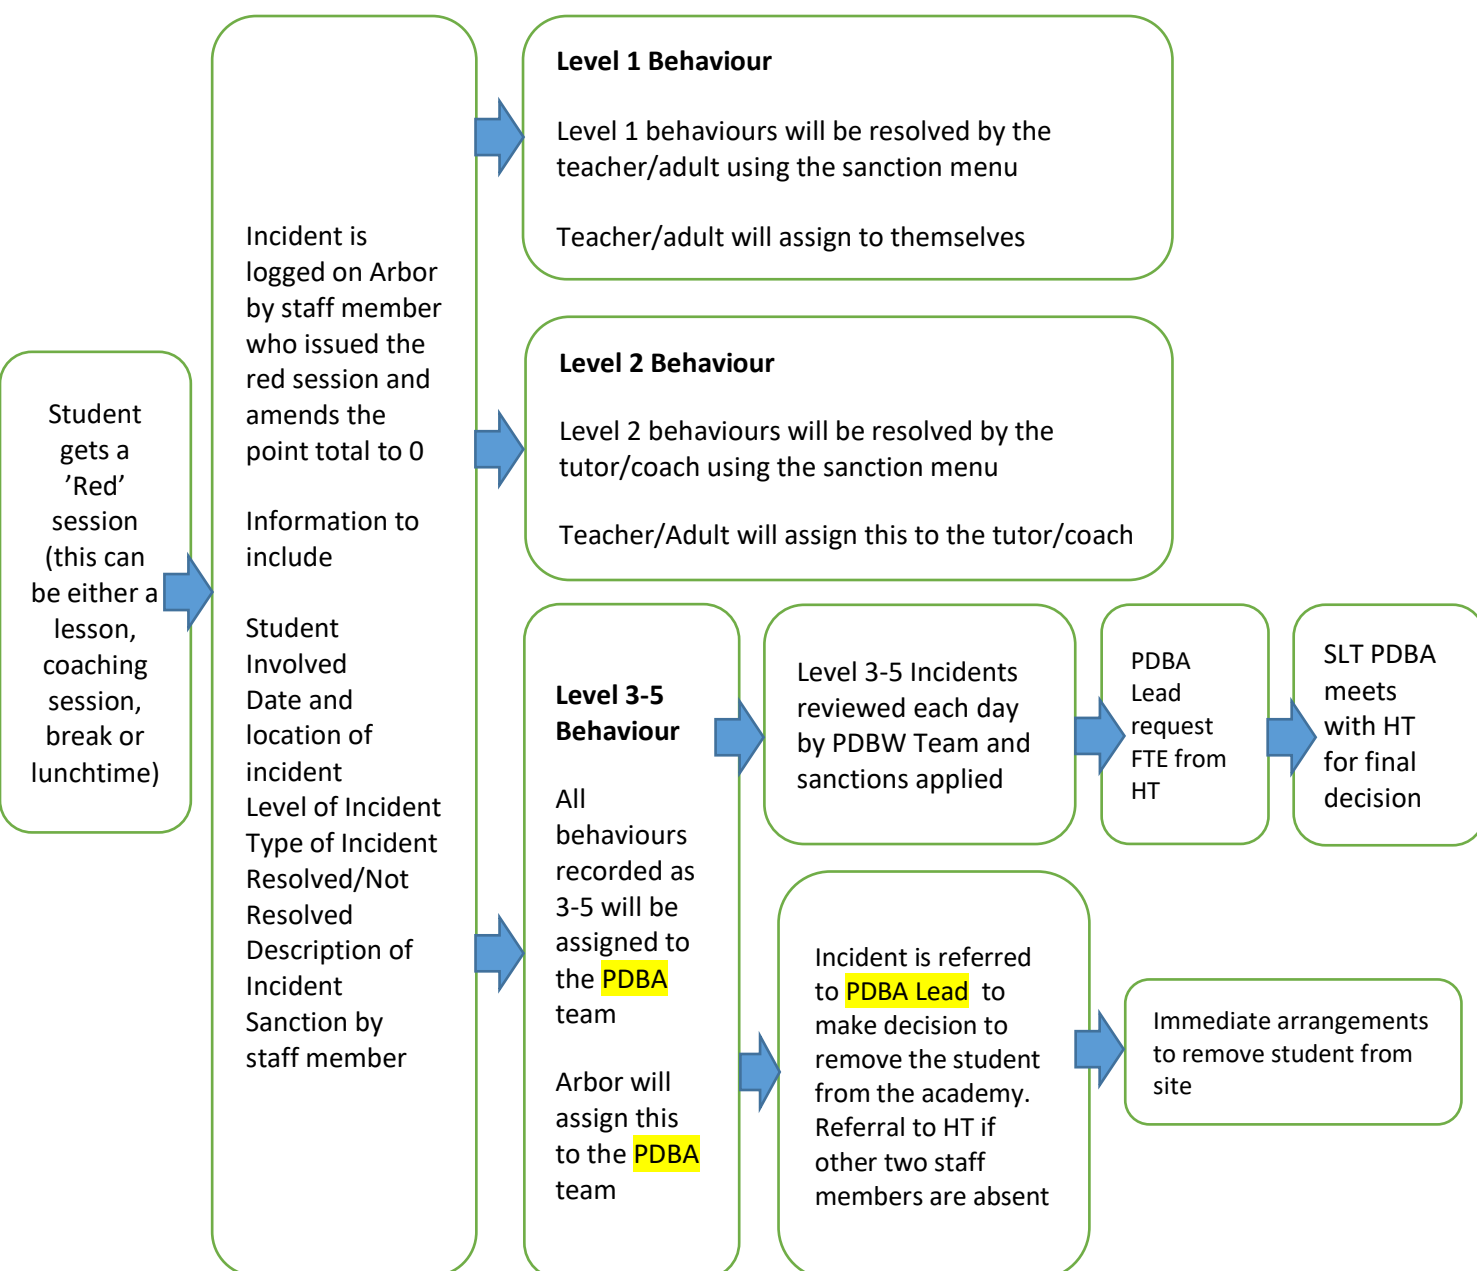 Student
gets a
’Red’
session
(this can
be either a
lesson,
coaching
session,
break or
lunchtime)
Incident is
logged on Arbor
by staff member
who issued the
red session and
amends the
point total to 0
Information to
include
Student
Involved
Date and
location of
incident
Level of Incident
Type of Incident
Resolved/Not
Resolved
Description of
Incident
Sanction by
staff member
Level 1 Behaviour
Level 1 behaviours will be resolved by the
teacher/adult using the sanction menu
Teacher/adult will assign to themselves
Level 2 Behaviour
Level 2 behaviours will be resolved by the
tutor/coach using the sanction menu
Teacher/Adult will assign this to the tutor/coach
Level 3-5
Behaviour
All
behaviours
recorded as
3-5 will be
assigned to
the PDBA
team
Arbor will
assign this
to the PDBA
team
Level 3-5 Incidents
reviewed each day
by PDBW Team and
sanctions applied
PDBA
Lead
request
FTE from
HT
SLT PDBA
meets
with HT
for final
decision
Incident is referred
to PDBA Lead to
make decision to
remove the student
from the academy.
Referral to HT if
other two staff
members are absent
Immediate arrangements
to remove student from
site